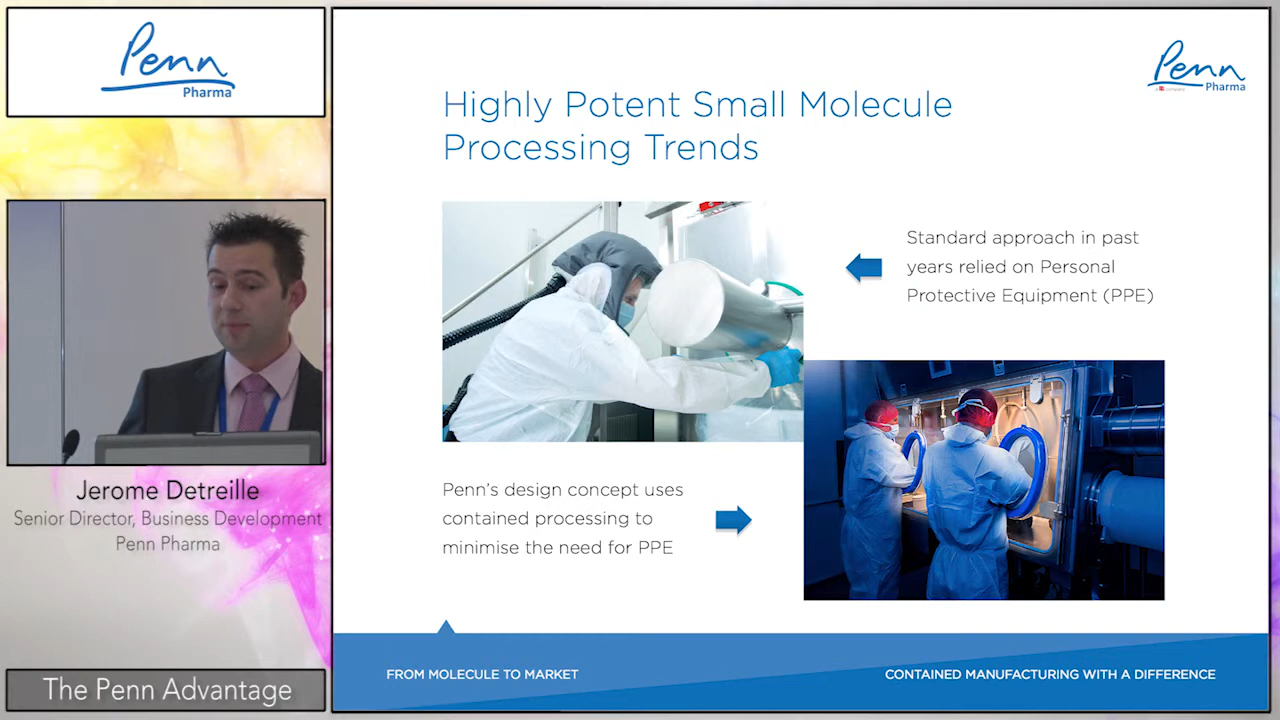 Penn
Pharma
Jerome Detreille
Senior Director, Business Development
Penn Pharma
The Penn Advantage
Penn
Pharma
Highly Potent Small Molecule
Processing Trends
Standard approach in past
years relied on Personal
Protective Equipment (PPE)
Penn's design concept uses
contained processing to
minimise the need for PPE
FROM MOLECULE TO MARKET
CONTAINED MANUFACTURING WITH A DIFFERENCE